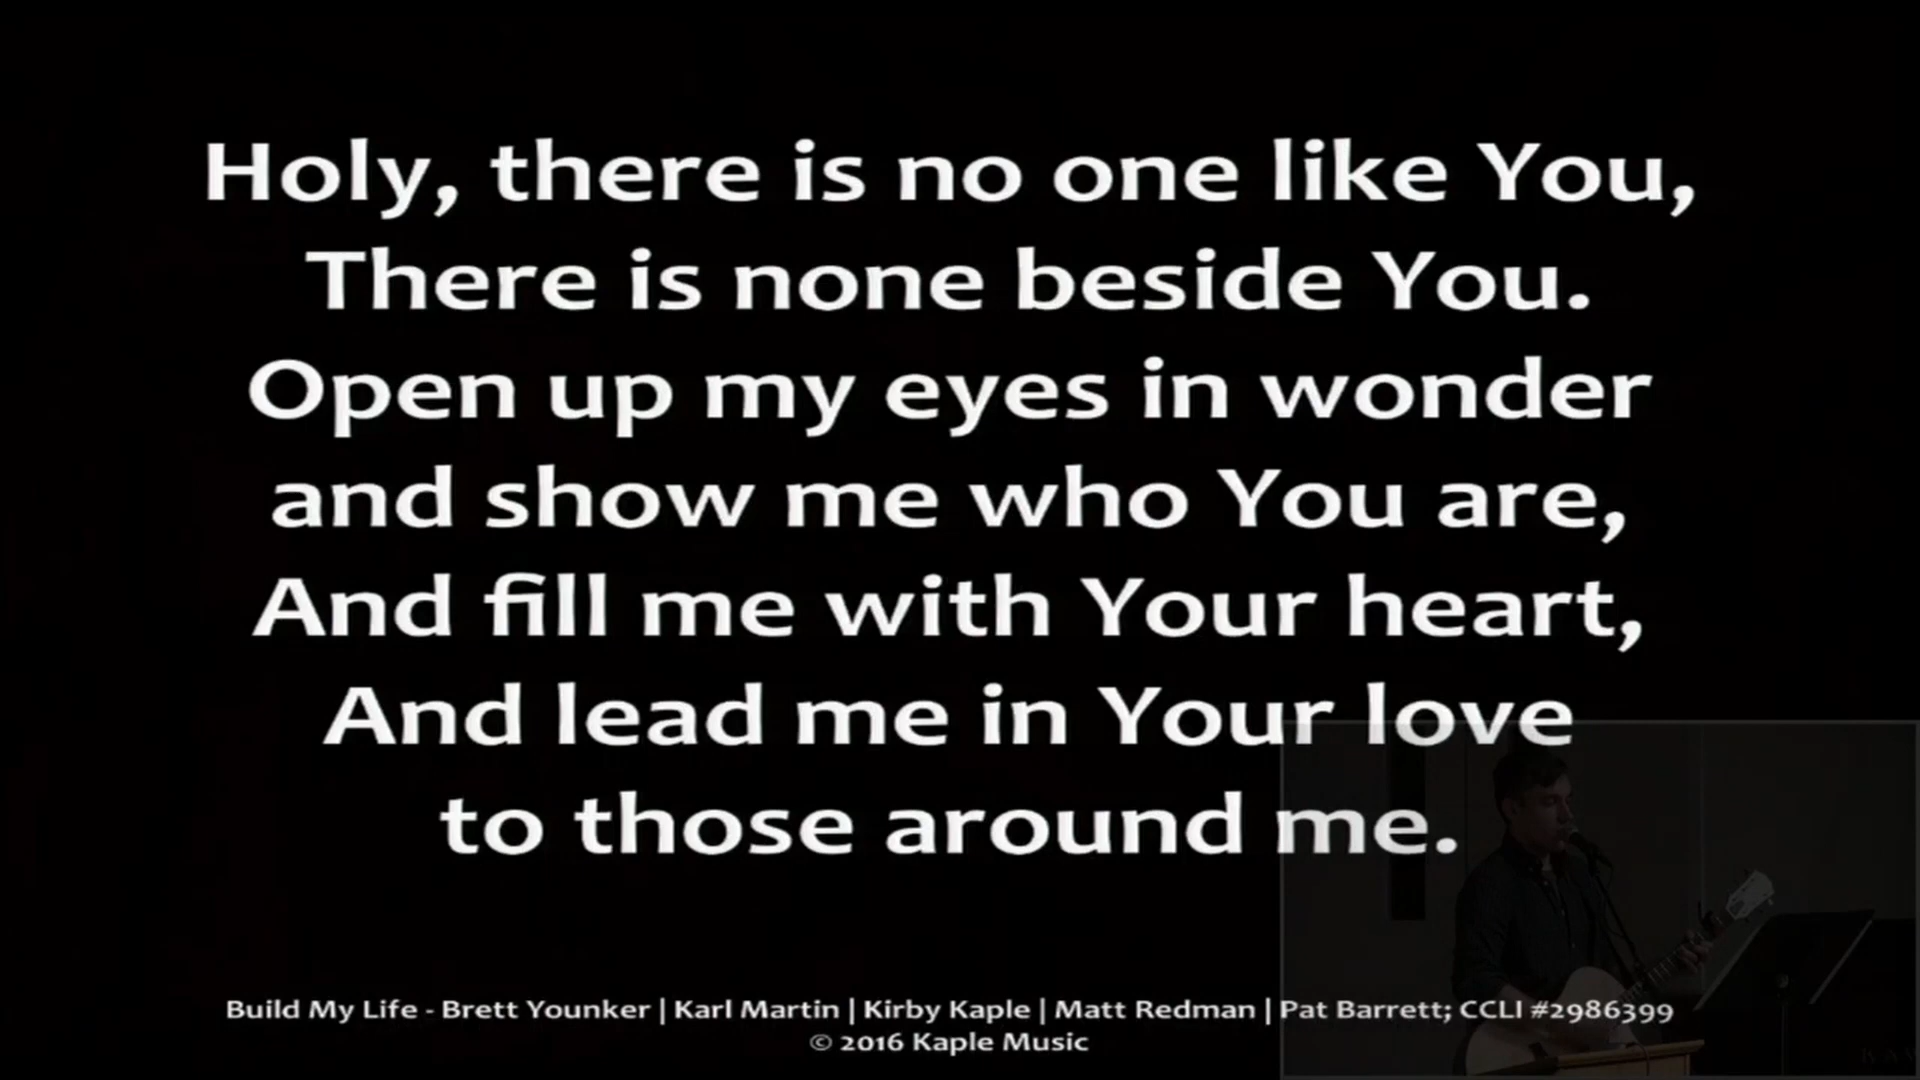 Holy, there is no one like You,
There is none beside You.
Open up my eyes in wonder
and show me who You are,
And fill me with Your heart,
And lead me in Your love
to those around me.
Build My Life - Brett Younker | Karl Martin | Kirby Kaple | Matt Redman | Pat Barrett; CCLI #2986399
© 2016 Kaple Music